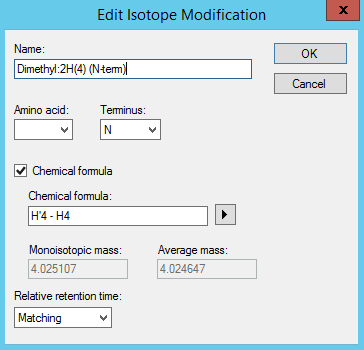 Edit Isotope Modification
x
Name:
Dimethyl:2H(4) (N-term)
OK
Cancel
Amino acid: Terminus:
N
Chemical formula
Chemical formula:
H'4 - H4
Monoisotopic mass: Average mass:
4.025107 4.024647
Relative retention time:
Matching